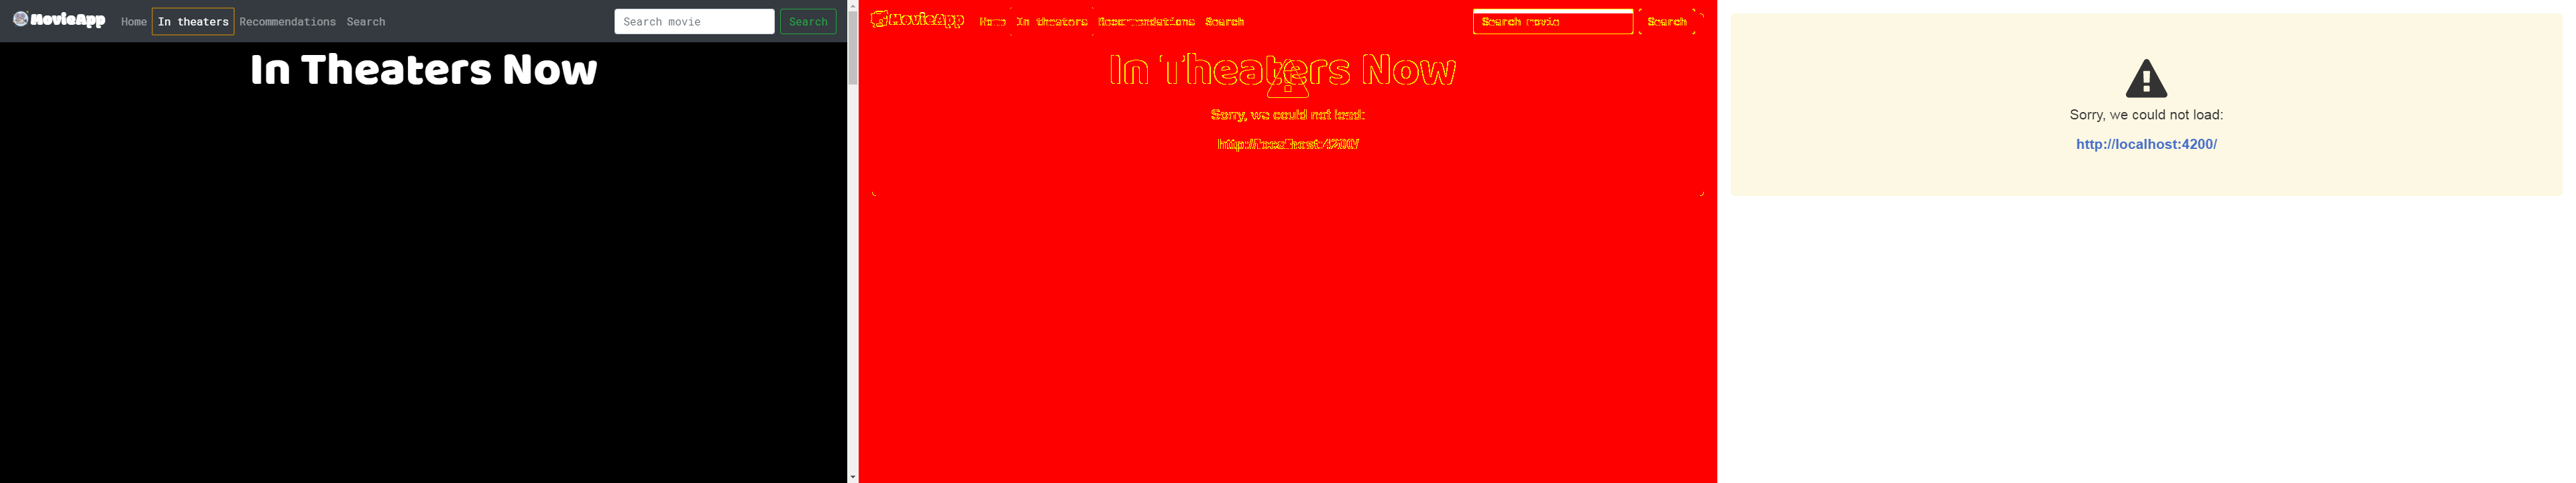 MovieApp Home In theaters Recommendations Search Search movie Search
In Theaters Now
MovieApp Home In theaters Recommendations Search Search movie Search
In Theaters Now
Sorry, we could not load:
http://localhost:4200/
Sorry, we could not load:
http://localhost:4200/